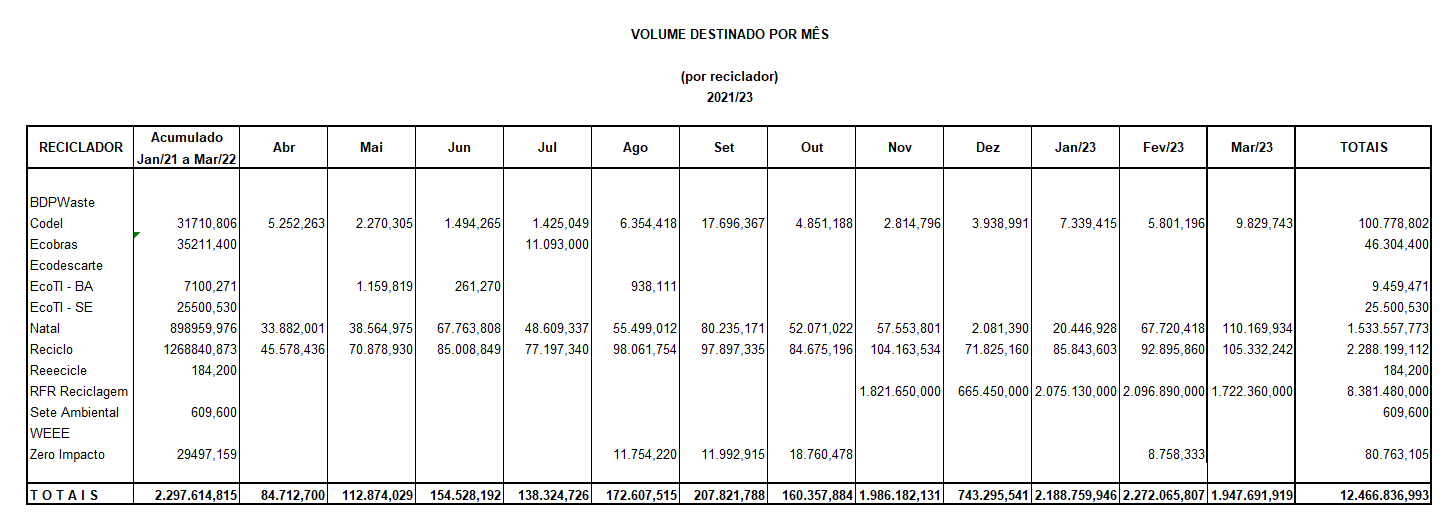 VOLUME DESTINADO POR MÊS
(por reciclador)
2021/23
RECICLADOR Acumulado Jan/21 a Mar/22 Abr Mai Jun Jul Ago Set Out Nov Dez Jan/23 Fev/23 Mar/23 TOTAIS
BDPWaste
Codel 31710,806 5.252,263 2.270,305 1.494,265 1.425,049 6.354,418 17.696,367 4.851,188 2.814,796 3.938,991 7.339,415 5.801,196 9.829,743 100.778,802
Ecobras 35211,400 11.093,000 46.304,400
Ecodescarte
EcoTI - BA 7100,271 1.159,819 261,270 938,111 9.459,471
EcoTI - SE 25500,530 25.500,530
Natal 898959,976 33.882,001 38.564,975 67.763,808 48.609,337 55.499,012 80.235,171 52.071,022 57.553,801 2.081,390 20.446,928 67.720,418 110.169,934 1.533.557,773
Reciclo 1268840,873 45.578,436 70.878,930 85.008,849 77.197,340 98.061,754 97.897,335 84.675,196 104.163,534 71.825,160 85.843,603 92.895,860 105.332,242 2.288.199,112
Reeecicle 184,200 184,200
RFR Reciclagem 1.821.650,000 665.450,000 2.075.130,000 2.096.890,000 1.722.360,000 8.381.480,000
Sete Ambiental 609,600 609,600
WEEE
Zero Impacto 29497,159 11.754,220 11.992,915 18.760,478 8.758,333 80.763,105
T O T A I S 2.297.614,815 84.712,700 112.874,029 154.528,192 138.324,726 172.607,515 207.821,788 160.357,884 1.986.182,131 743.295,541 2.188.759,946 2.272.065,807 1.947.691,919 12.466.836,993